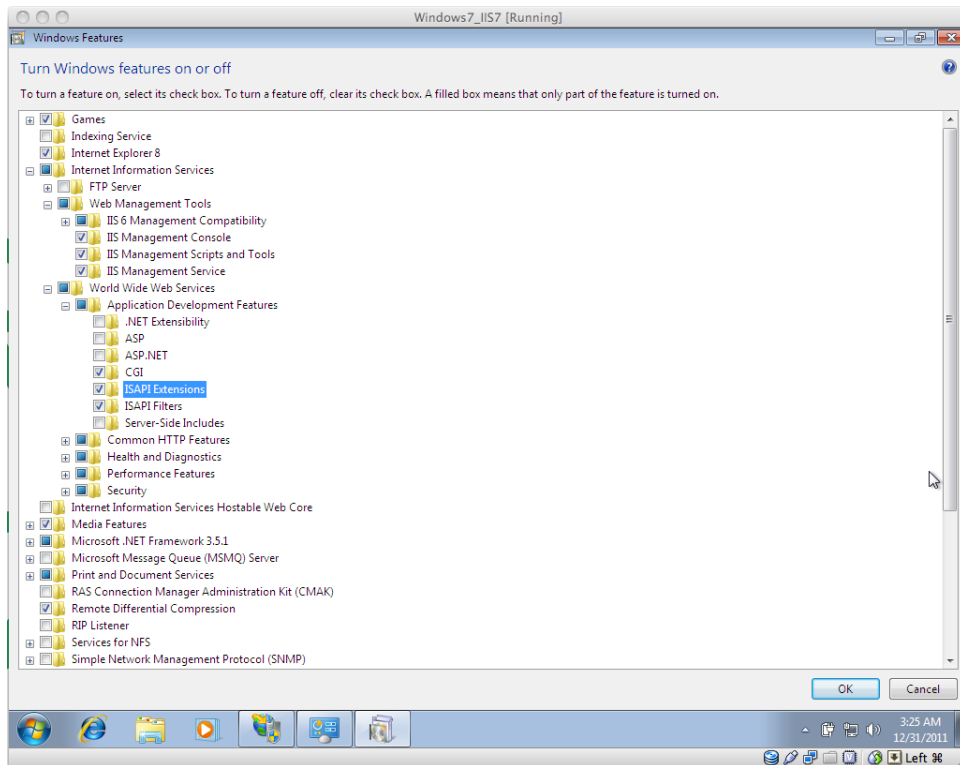 Windows7_IIS7 [Running]
Windows Features
Turn Windows features on or off
To turn a feature on, select its check box. To turn a feature off, clear its check box. A filled box means that only part of the feature is turned on.
Games
Indexing Service
Internet Explorer 8
Internet Information Services
FTP Server
Web Management Tools
IIS 6 Management Compatibility
IIS Management Console
IIS Management Scripts and Tools
IIS Management Service
World Wide Web Services
Application Development Features
.NET Extensibility
ASP
ASP.NET
CGI
ISAPI Extensions
ISAPI Filters
Server-Side Includes
Common HTTP Features
Health and Diagnostics
Performance Features
Security
Internet Information Services Hostable Web Core
Media Features
Microsoft .NET Framework 3.5.1
Microsoft Message Queue (MSMQ) Server
Print and Document Services
RAS Connection Manager Administration Kit (CMAK)
Remote Differential Compression
RIP Listener
Services for NFS
Simple Network Management Protocol (SNMP)
OK Cancel
3:25 AM
12/31/2011
Left ⌘